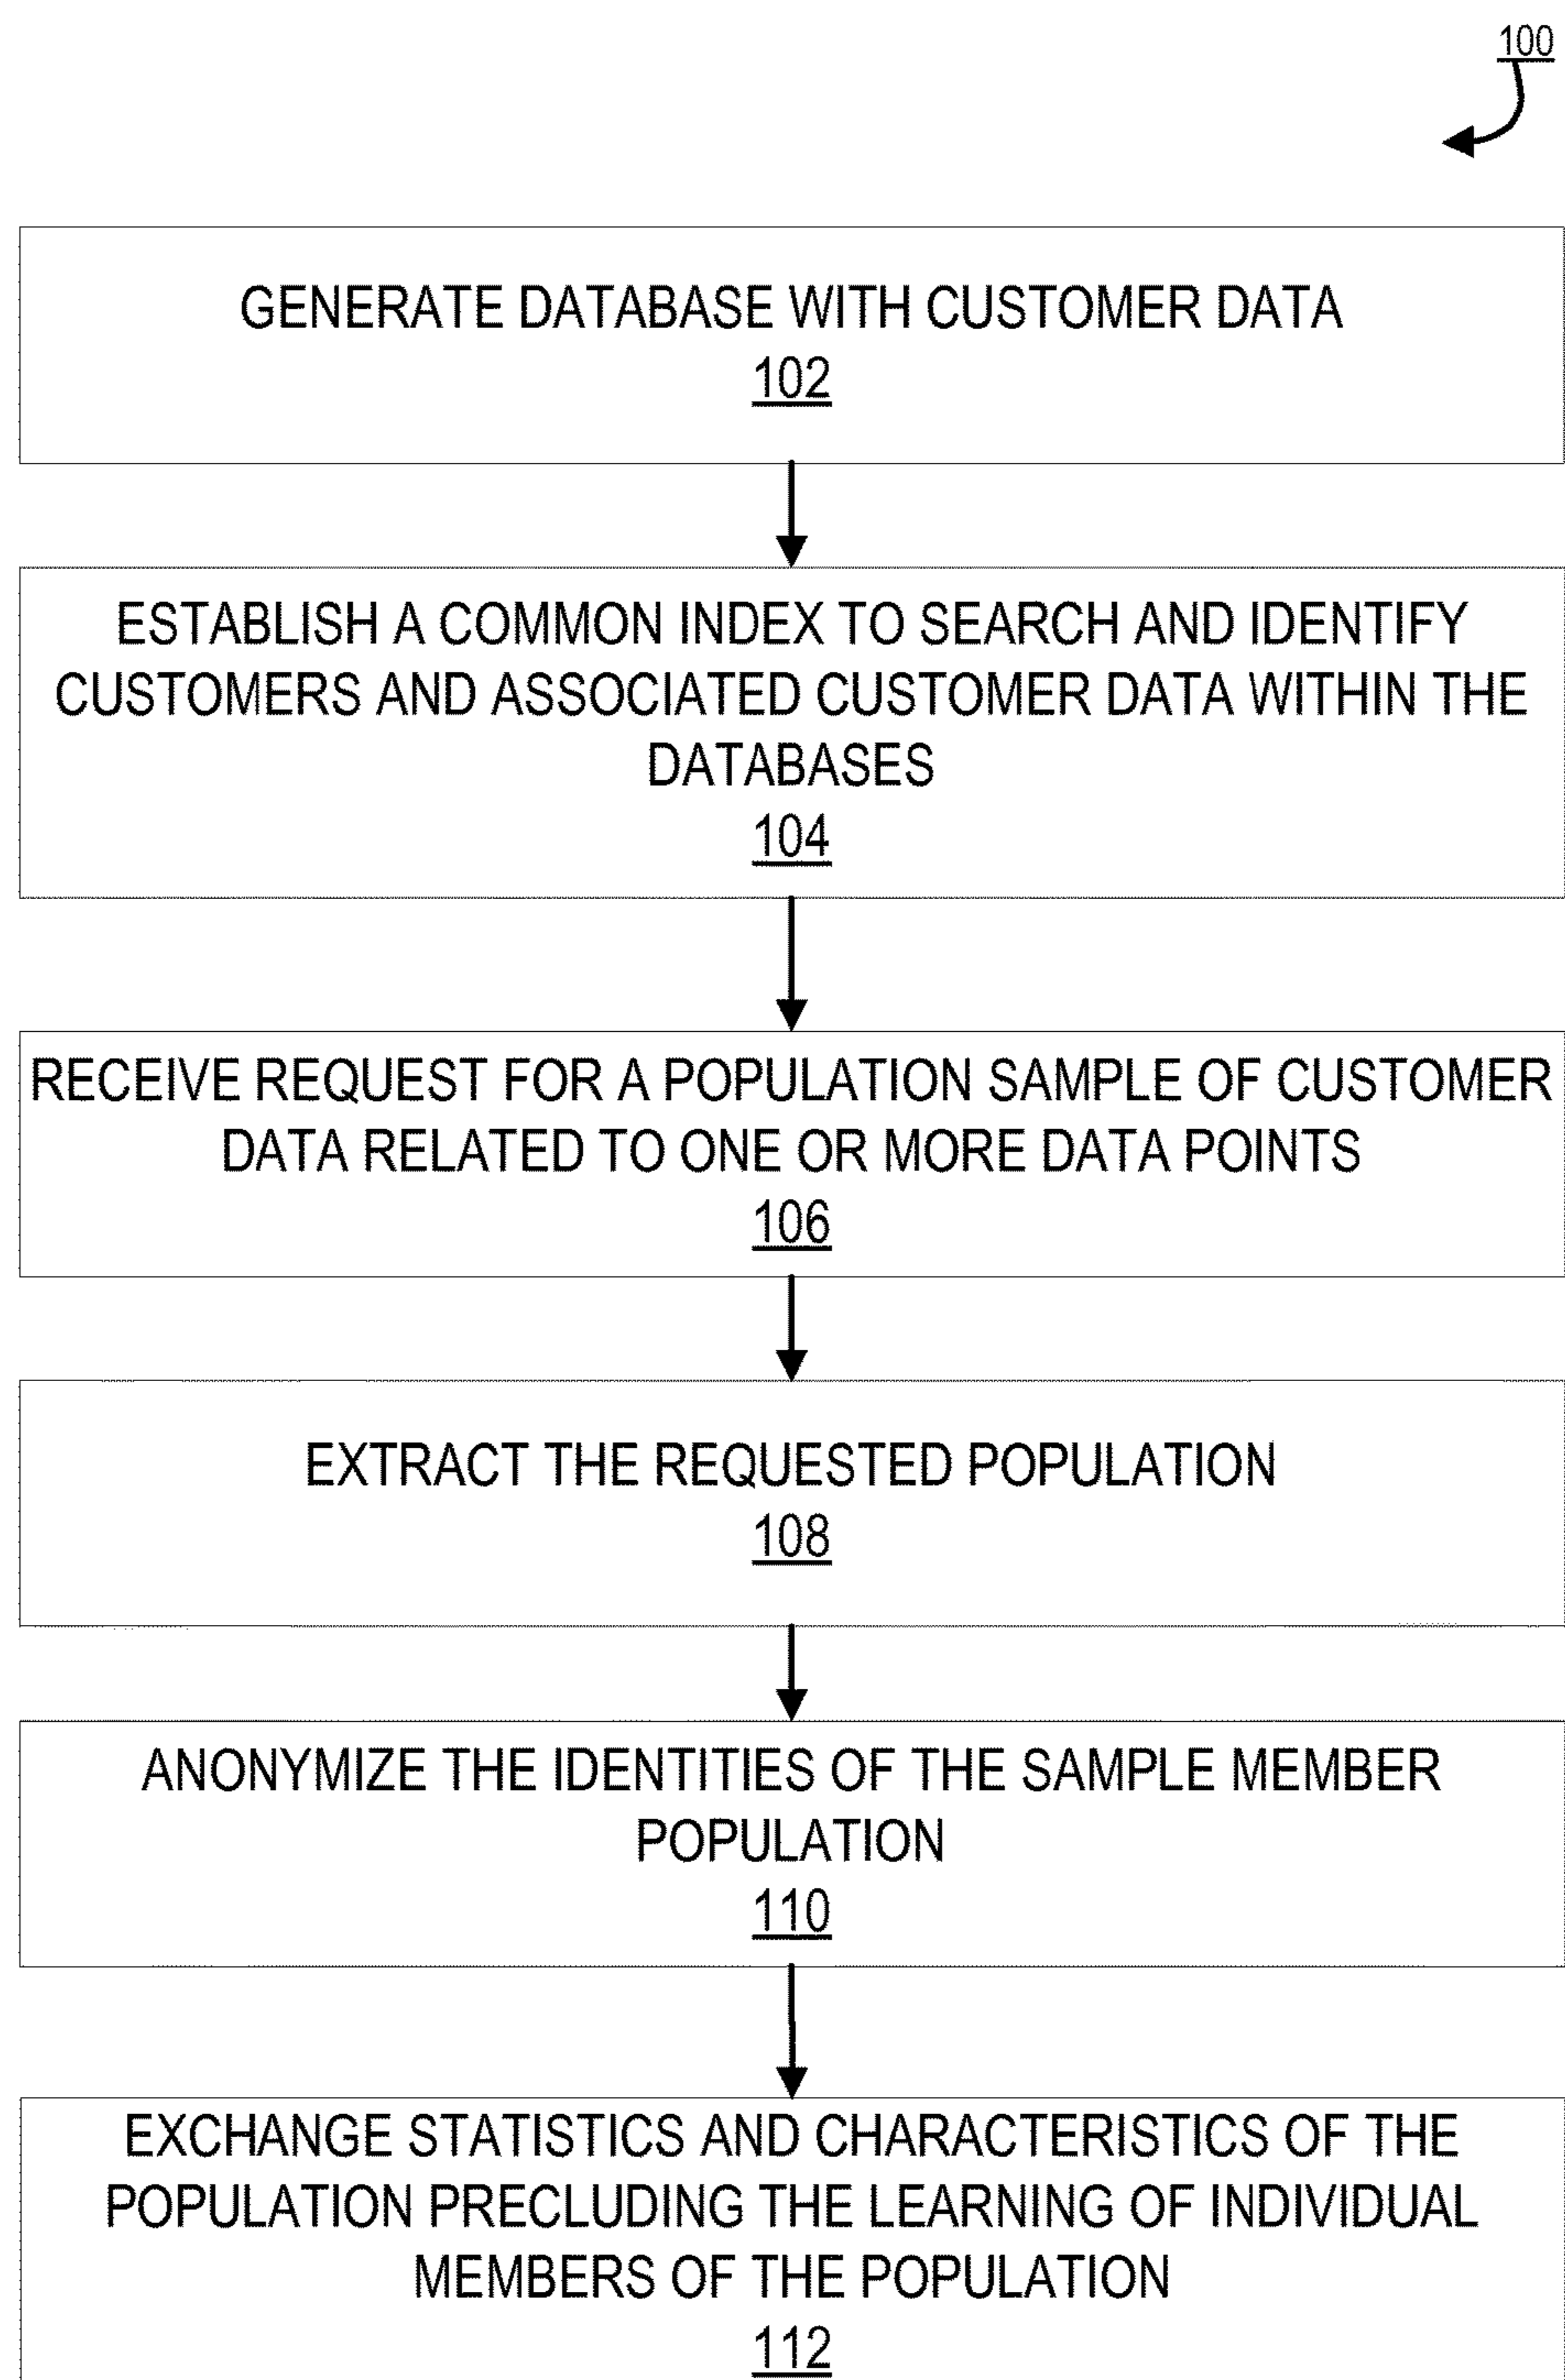 100
GENERATE DATABASE WITH CUSTOMER DATA
102
ESTABLISH A COMMON INDEX TO SEARCH AND IDENTIFY
CUSTOMERS AND ASSOCIATED CUSTOMER DATA WITHIN THE
DATABASES
104
RECEIVE REQUEST FOR A POPULATION SAMPLE OF CUSTOMER
DATA RELATED TO ONE OR MORE DATA POINTS
106
EXTRACT THE REQUESTED POPULATION
108
ANONYMIZE THE IDENTITIES OF THE SAMPLE MEMBER
POPULATION
110
EXCHANGE STATISTICS AND CHARACTERISTICS OF THE
POPULATION PRECLUDING THE LEARNING OF INDIVIDUAL
MEMBERS OF THE POPULATION
112